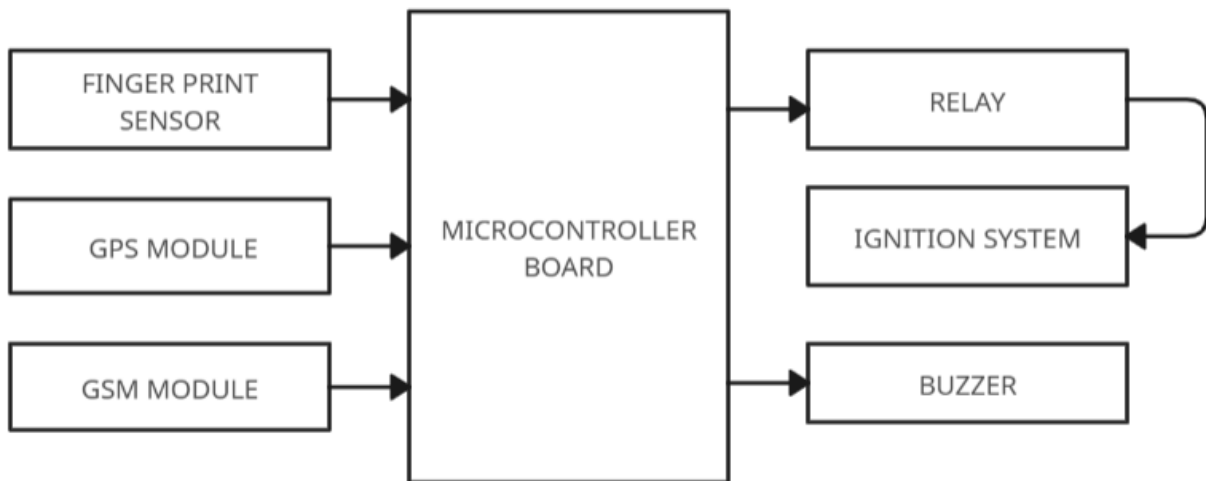 FINGER PRINT
SENSOR
GPS MODULE
GSM MODULE
MICROCONTROLLER
BOARD
RELAY
IGNITION SYSTEM
BUZZER